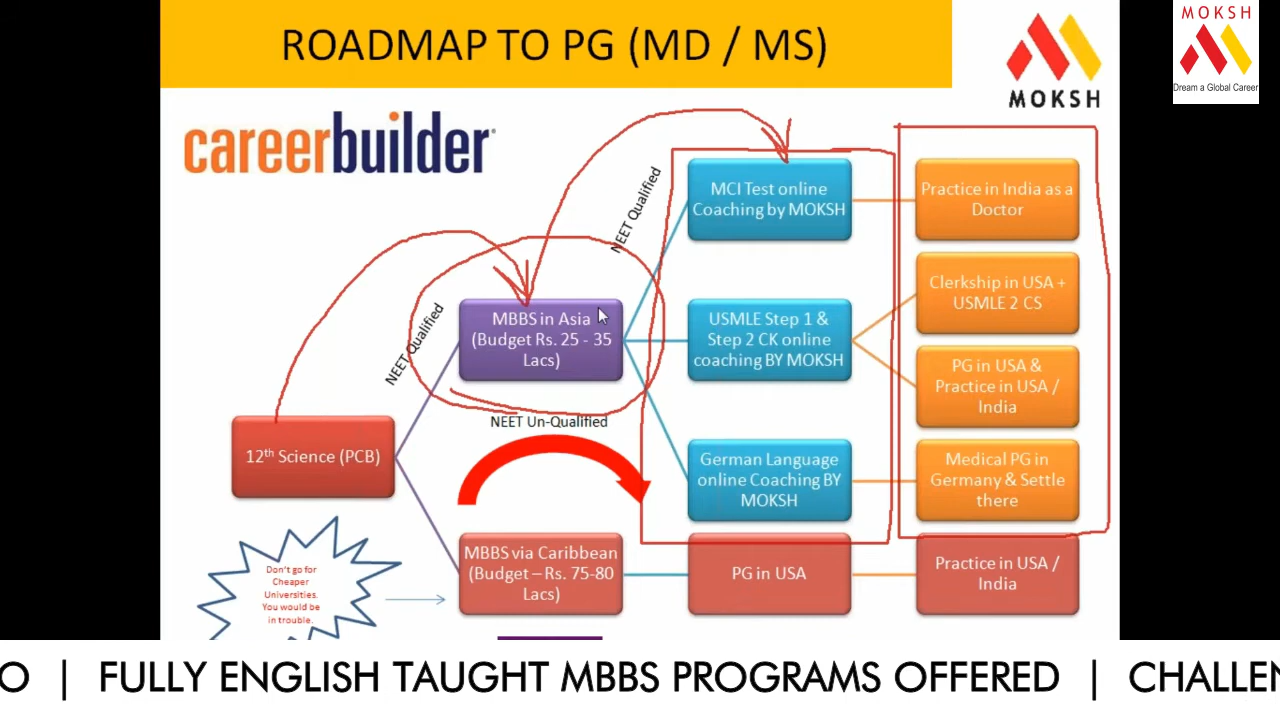 ROADMAP TO PG (MD / MS)
MOKSH
MOKSH
Dream a Global Career
careerbuilder
NEET Qualified
MCI Test online
Coaching by MOKSH
Practice in India as a
Doctor
Clerkship in USA +
USMLE 2 CS
NEET Qualified
MBBS in Asia
(Budget Rs. 25 - 35
Lacs)
USMLE Step 1 &
Step 2 CK online
coaching BY MOKSH
PG in USA &
Practice in USA /
India
NEET Un-Qualified
12th Science (PCB)
German Language
online Coaching BY
MOKSH
Medical PG in
Germany & Settle
there
MBBS via Caribbean
(Budget – Rs. 75-80
Lacs)
PG in USA
Practice in USA /
India
Don't go for
Cheaper
Universities.
You would be
in trouble.
O | FULLY ENGLISH TAUGHT MBBS PROGRAMS OFFERED | CHALLEN